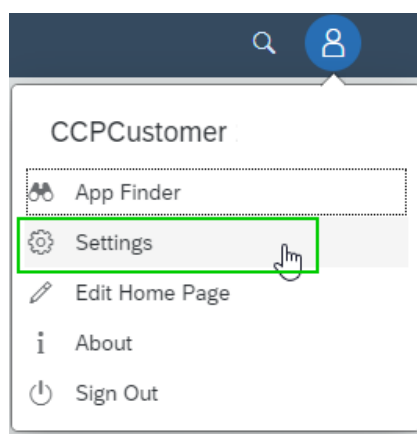 CCPCustomer
App Finder
Settings
Edit Home Page
About
Sign Out